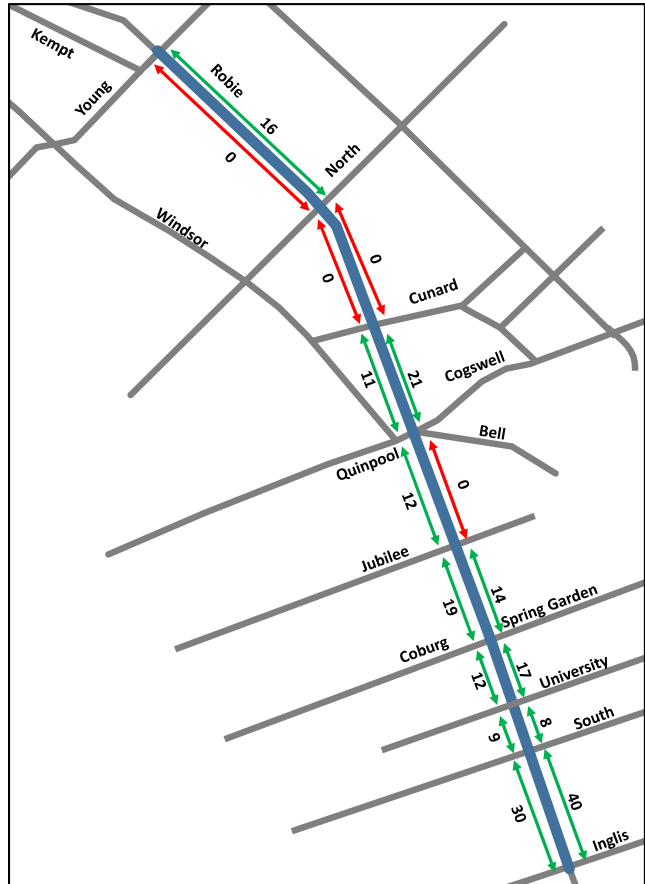 Kempt
Robie
Young
16
0
North
Windsor
0
0
Cunard
11
21
Cogswell
Bell
Quinpool
12
0
Jubilee
19
14
Spring Garden
Coburg
12
17
University
9
8
South
30
40
Inglis